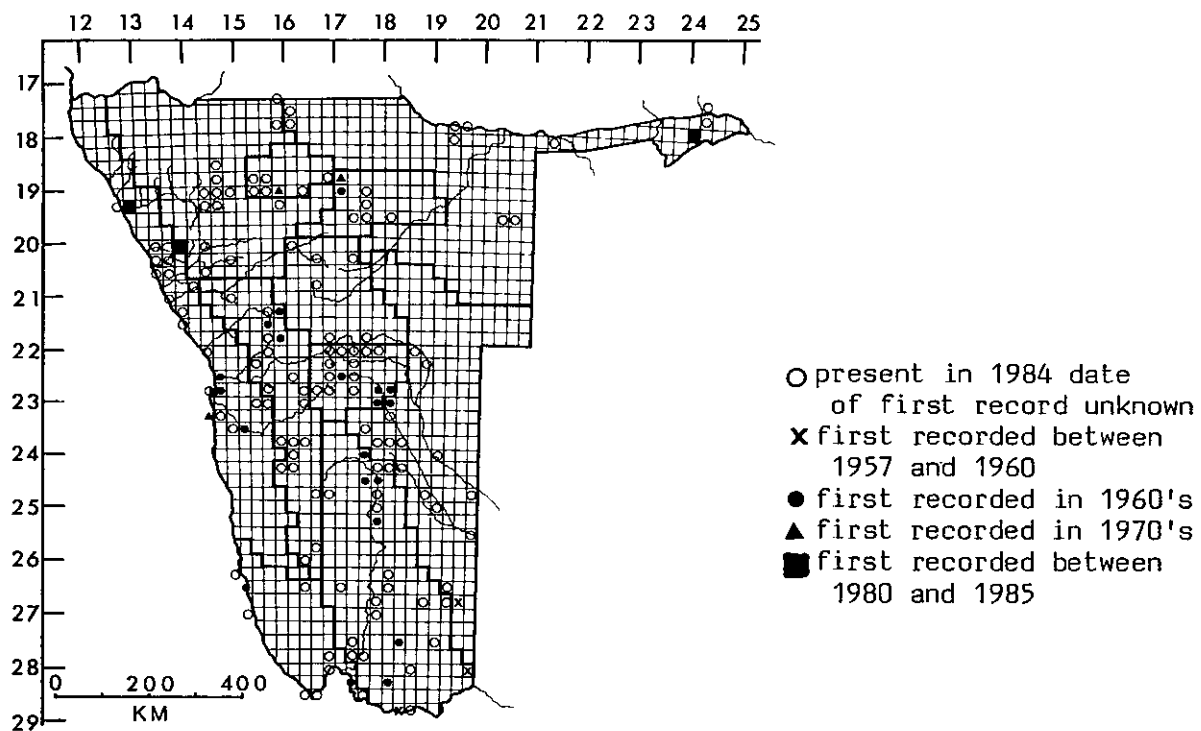 12 13 14 15 16 17 18 19 20 21 22 23 24 25
17
18
19
20
21
22
23
24
25
26
27
28
29
0 200 400
KM
present in 1984 date
of first record unknown
first recorded between
1957 and 1960
first recorded in 1960's
first recorded in 1970's
first recorded between
1980 and 1985